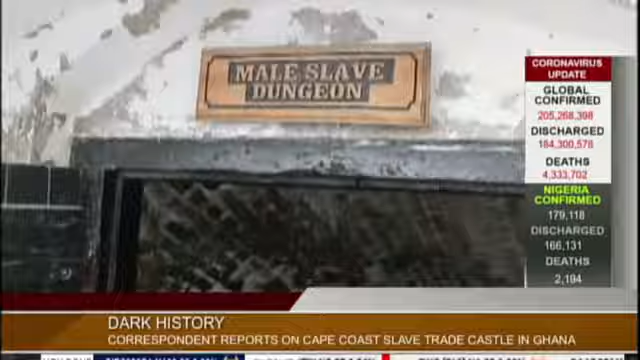 MALE SLAVE
DUNGEON
CORONAVIRUS
UPDATE
GLOBAL
CONFIRMED
205,268,398
DISCHARGED
184,300,578
DEATHS
4,333,702
NIGERIA
CONFIRMED
179,118
DISCHARGED
166,131
DEATHS
2,194
DARK HISTORY
CORRESPONDENT REPORTS ON CAPE COAST SLAVE TRADE CASTLE IN GHANA